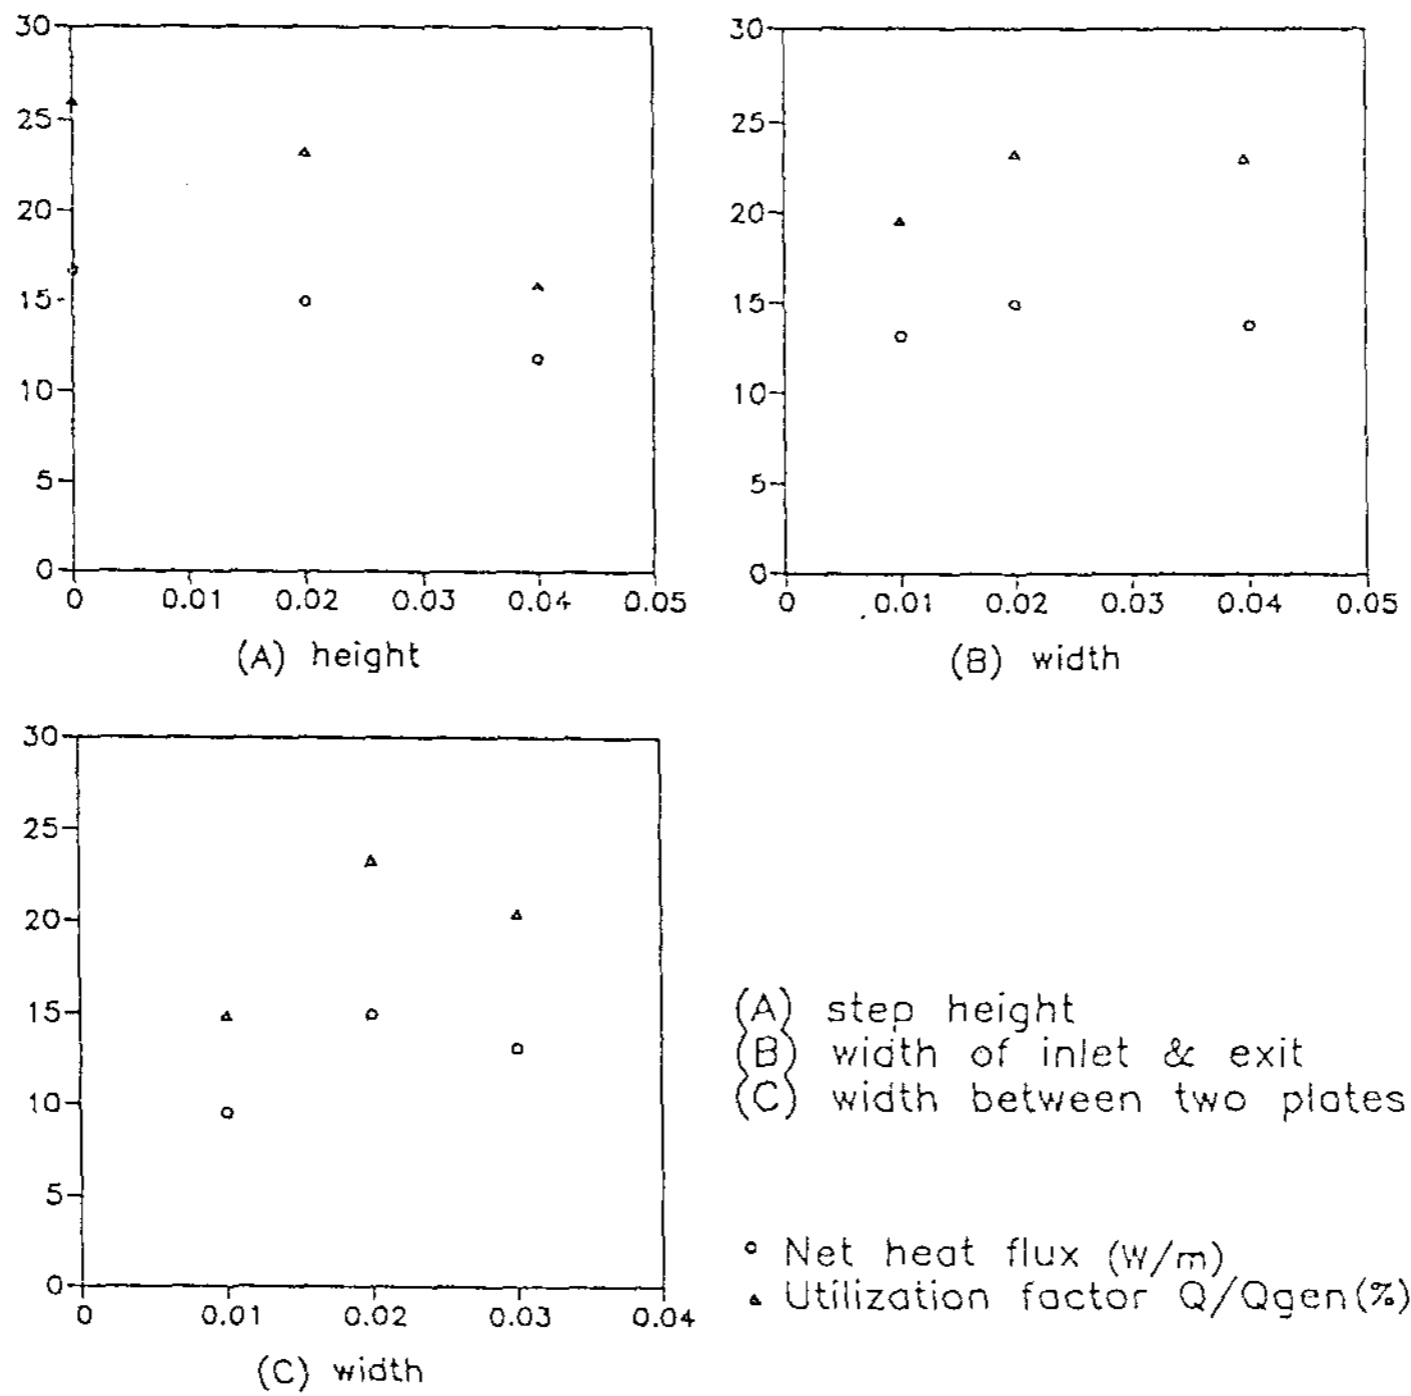 30
25
20
15
10
5
0
0 0.01 0.02 0.03 0.04 0.05
(A) height
30
25
20
15
10
5
0
0 0.01 0.02 0.03 0.04 0.05
(B) width
30
25
20
15
10
5
0
0 0.01 0.02 0.03 0.04
(C) width
(A) step height
(B) width of inlet & exit
(C) width between two plates
Net heat flux (W/m)
Utilization factor Q/Qgen(%)